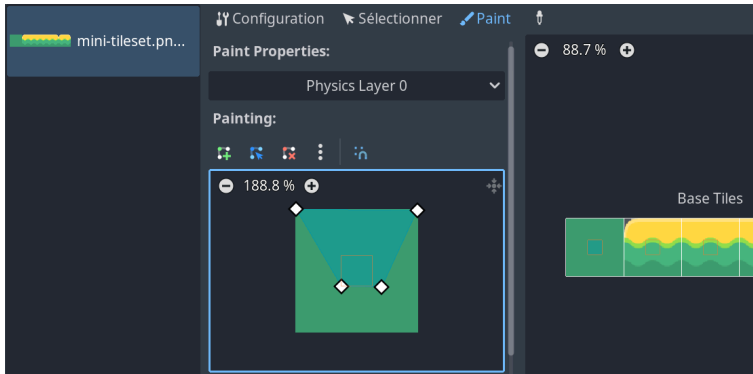 Configuration Sélectionner Paint
mini-tileset.pn...
Paint Properties:
88.7 %
Physics Layer 0
Painting:
188.8 %
Base Tiles